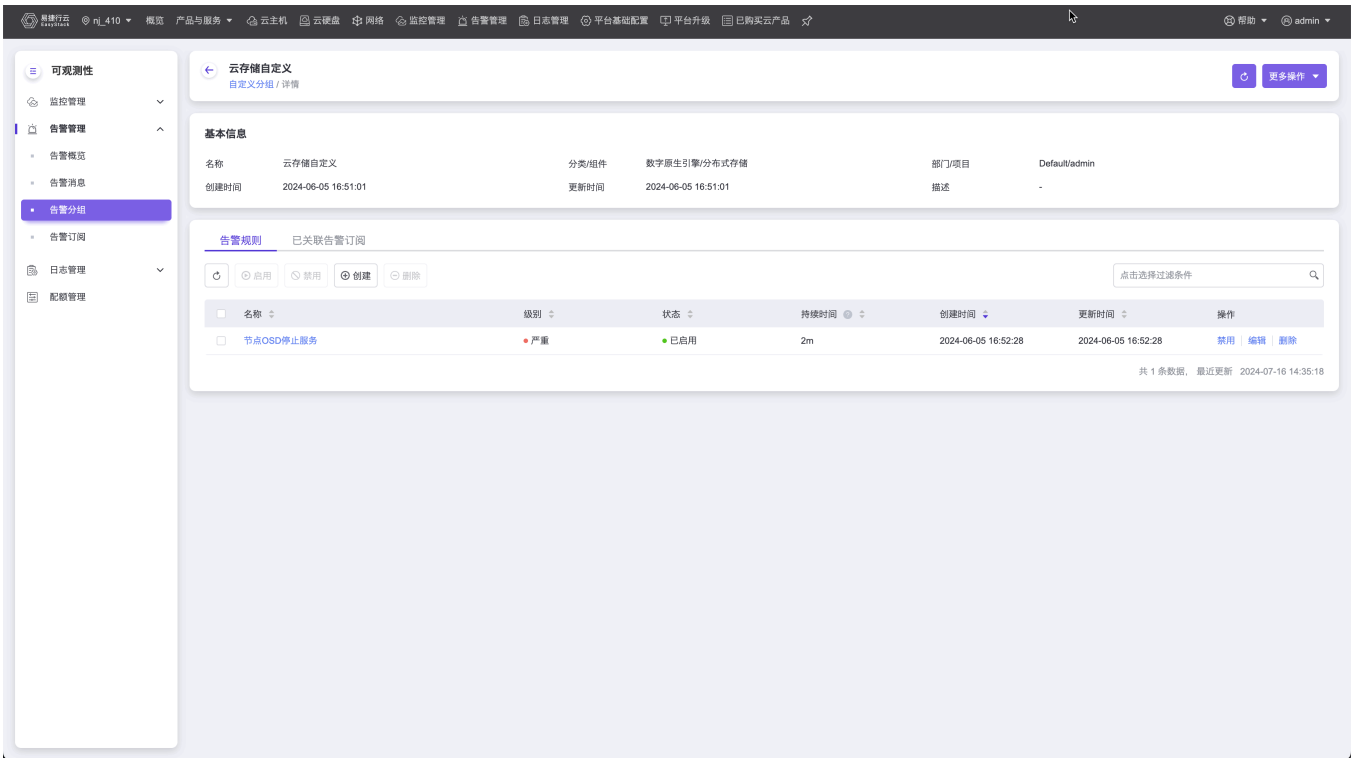 易捷行云 EasyStack nj_410 概览 产品与服务 云主机 云硬盘 网络 监控管理 告警管理 日志管理 平台基础配置 平台升级 已购买云产品 帮助 admin
可观测性
监控管理
告警管理
告警概览
告警消息
告警分组
告警订阅
日志管理
配额管理
云存储自定义
自定义分组 / 详情
更多操作
基本信息
名称 云存储自定义 分类/组件 数字原生引擎/分布式存储 部门/项目 Default/admin
创建时间 2024-06-05 16:51:01 更新时间 2024-06-05 16:51:01 描述 -
告警规则 已关联告警订阅
启用 禁用 创建 删除 点击选择过滤条件
名称 级别 状态 持续时间 创建时间 更新时间 操作
节点OSD停止服务 严重 已启用 2m 2024-06-05 16:52:28 2024-06-05 16:52:28 禁用 编辑 删除
共 1 条数据, 最近更新 2024-07-16 14:35:18